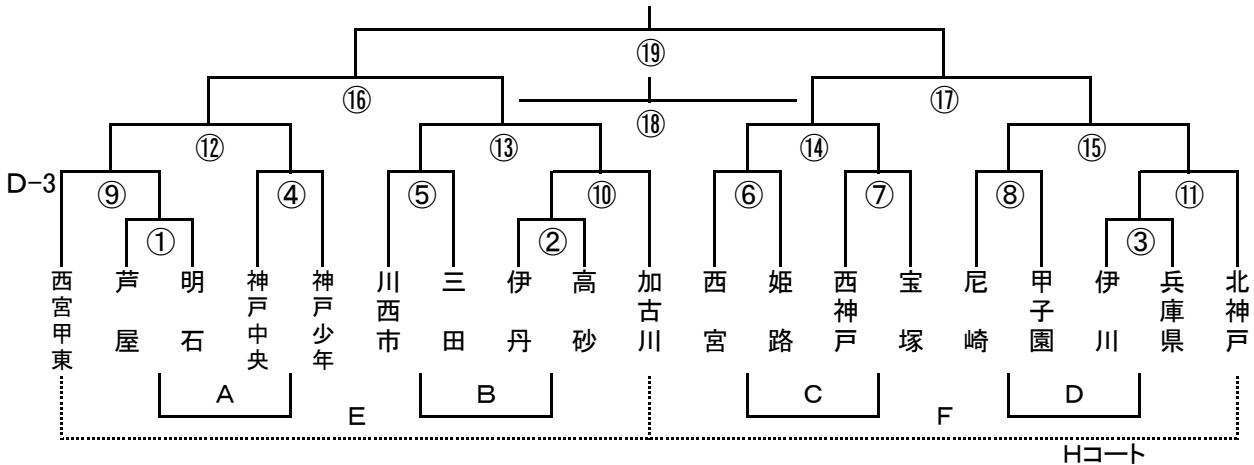 ⑲
⑯ ⑰
⑱
⑫ ⑬ ⑭ ⑮
D-3 ⑨ ④ ⑤ ⑩ ⑥ ⑦ ⑧ ⑪
① ② ③
西宮甲東 芦屋 明石 神戸中央 神戸少年 川西市 三田 伊丹 高砂 加古川 西宮 姫路 西神戸 宝塚 尼崎 甲子園 伊川 兵庫県 北神戸
A B C D
E F
Hコート